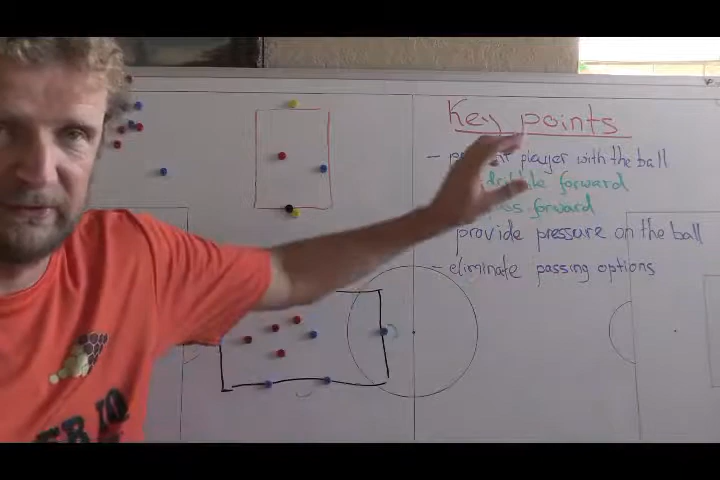 Key points
- player with the ball
forward
forward
provide pressure on the ball
- eliminate passing options